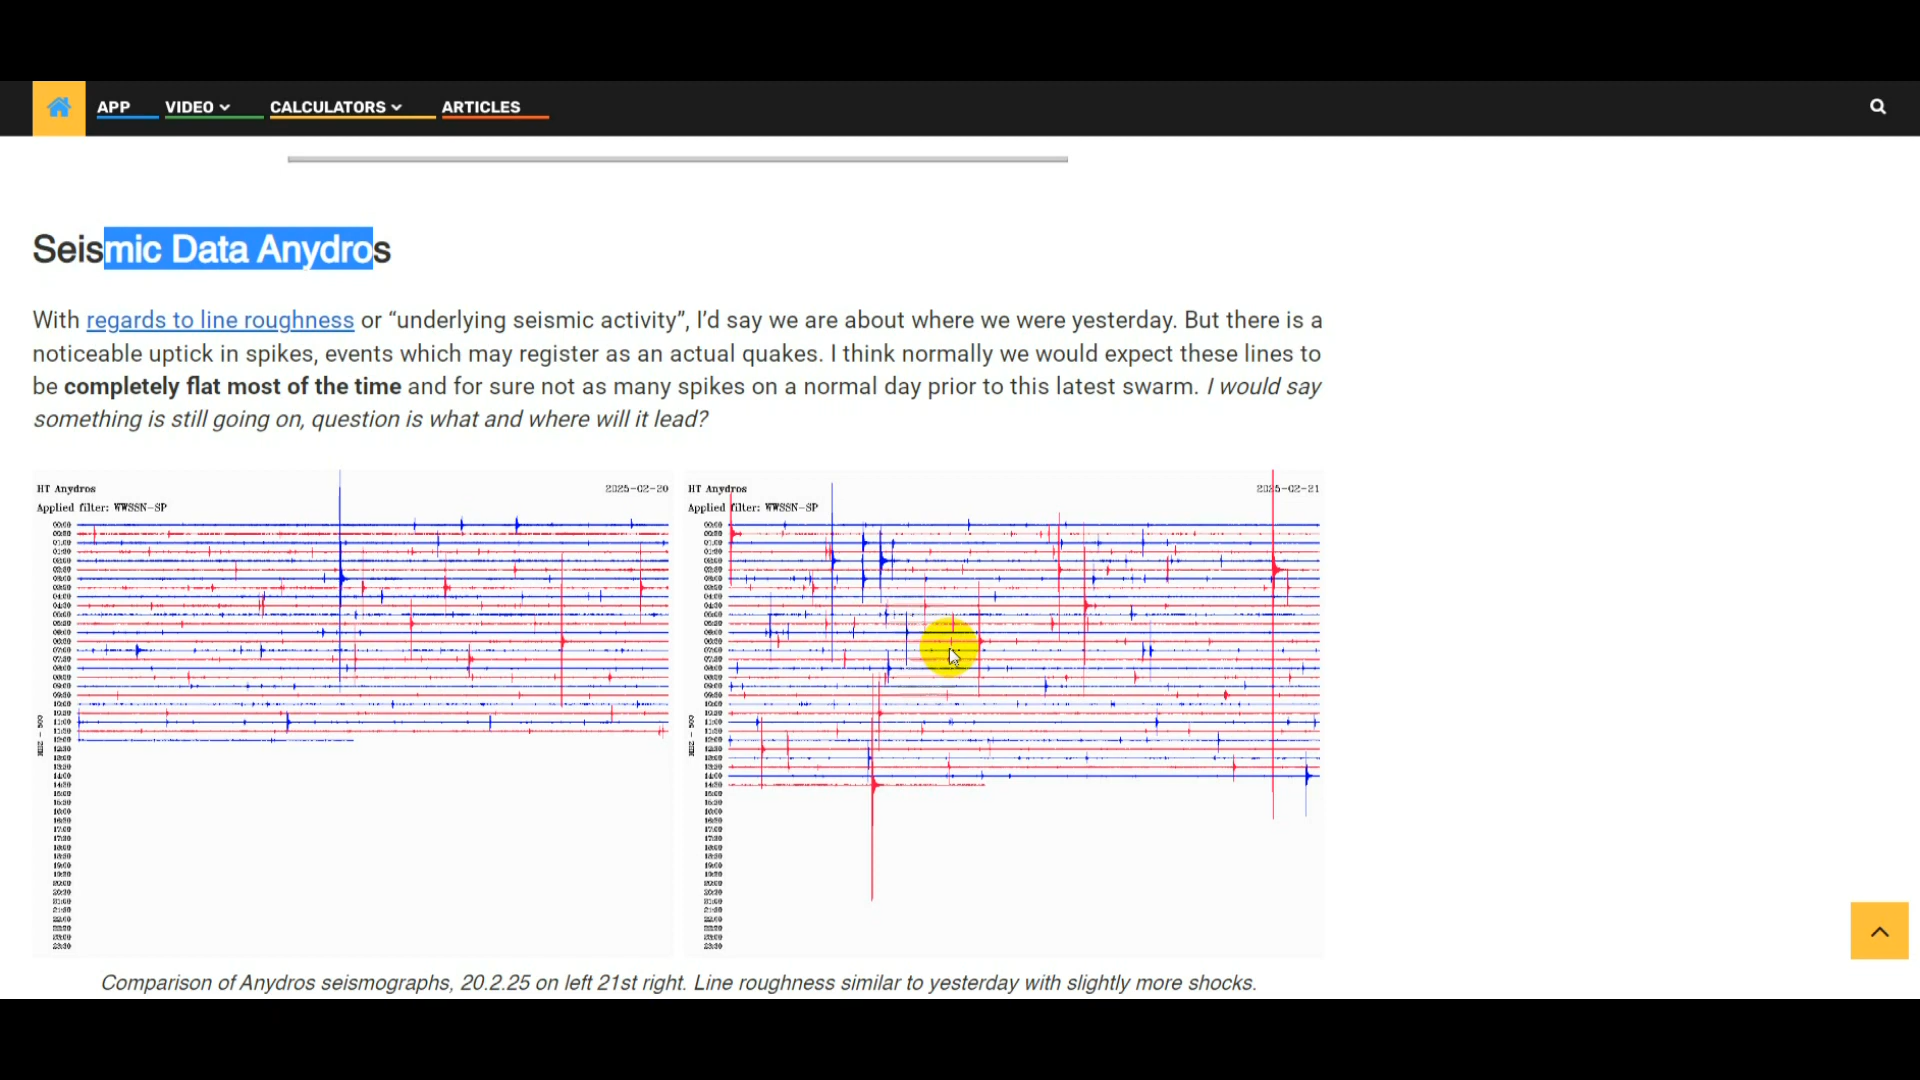 APP VIDEO CALCULATORS ARTICLES
Seismic Data Anydros
With regards to line roughness or “underlying seismic activity”, I’d say we are about where we were yesterday. But there is a
noticeable uptick in spikes, events which may register as an actual quakes. I think normally we would expect these lines to
be completely flat most of the time and for sure not as many spikes on a normal day prior to this latest swarm. I would say
something is still going on, question is what and where will it lead?
HT Anydros 2025-02-20
Applied filter: WWSSN-SP
HT Anydros 2025-02-21
Applied filter: WWSSN-SP
Comparison of Anydros seismographs, 20.2.25 on left 21st right. Line roughness similar to yesterday with slightly more shocks.